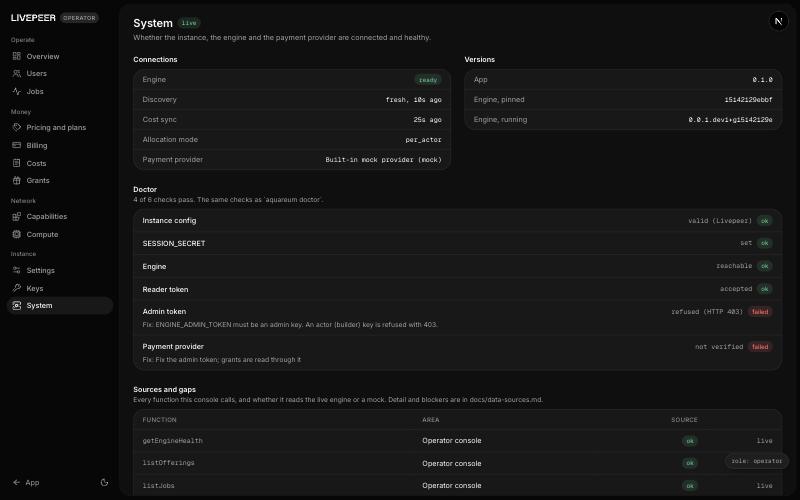 LIVEPEER OPERATOR
Operate
Overview
Users
Jobs
Money
Pricing and plans
Billing
Costs
Grants
Network
Capabilities
Compute
Instance
Settings
Keys
System
App
System live
Whether the instance, the engine and the payment provider are connected and healthy.
N
Connections
Engine ready
Discovery fresh, 10s ago
Cost sync 25s ago
Allocation mode per_actor
Payment provider Built-in mock provider (mock)
Versions
App 0.1.0
Engine, pinned 15142129ebbf
Engine, running 0.0.1.dev1+g15142129e
Doctor
4 of 6 checks pass. The same checks as `aquareum doctor`.
Instance config valid (Livepeer) ok
SESSION_SECRET set ok
Engine reachable ok
Reader token accepted ok
Admin token refused (HTTP 403) failed
Fix: ENGINE_ADMIN_TOKEN must be an admin key. An actor (builder) key is refused with 403.
Payment provider not verified failed
Fix: Fix the admin token; grants are read through it
Sources and gaps
Every function this console calls, and whether it reads the live engine or a mock. Detail and blockers are in docs/data-sources.md.
FUNCTION AREA SOURCE
getEngineHealth Operator console ok live
listOfferings Operator console ok
role: operator
listJobs Operator console ok live